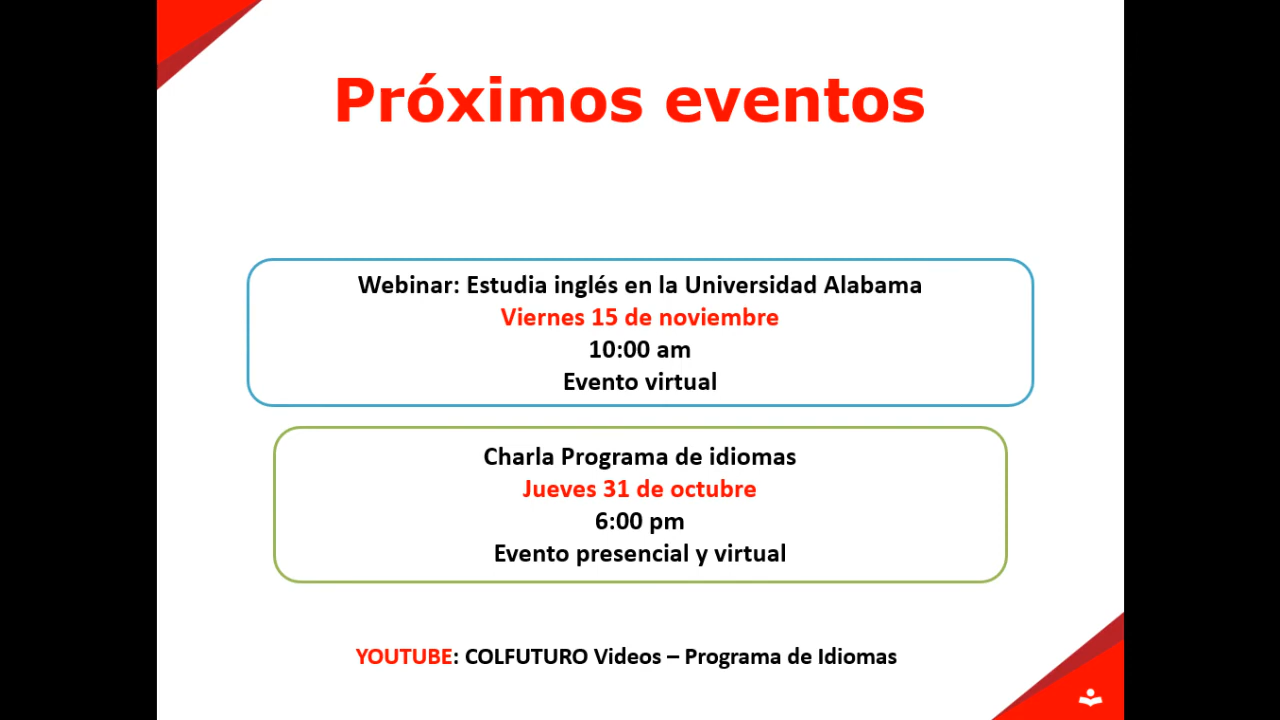 Próximos eventos
Webinar: Estudia inglés en la Universidad Alabama
Viernes 15 de noviembre
10:00 am
Evento virtual
Charla Programa de idiomas
Jueves 31 de octubre
6:00 pm
Evento presencial y virtual
YOUTUBE: COLFUTURO Videos – Programa de Idiomas